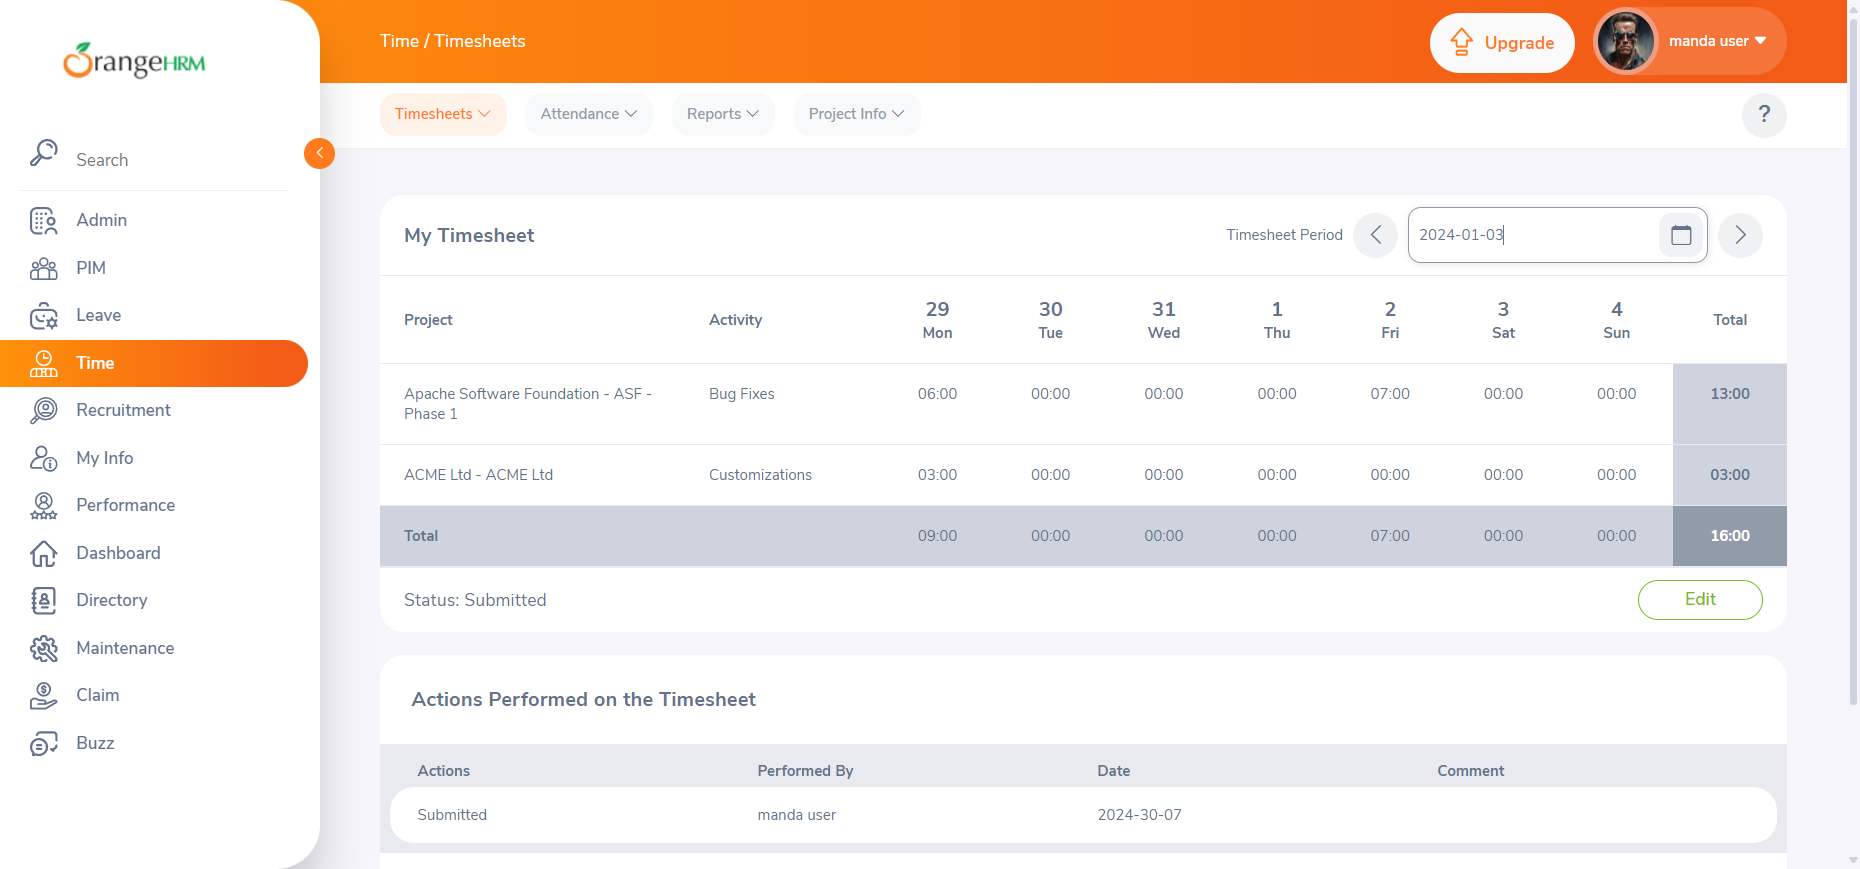 OrangeHRM
Time / Timesheets
Upgrade
manda user
Timesheets
Attendance
Reports
Project Info
?
Search
Admin
PIM
Leave
Time
Recruitment
My Info
Performance
Dashboard
Directory
Maintenance
Claim
Buzz
My Timesheet
Timesheet Period
2024-01-03
Project Activity 29 Mon 30 Tue 31 Wed 1 Thu 2 Fri 3 Sat 4 Sun Total
Apache Software Foundation - ASF -
Phase 1
Bug Fixes 06:00 00:00 00:00 00:00 07:00 00:00 00:00 13:00
ACME Ltd - ACME Ltd Customizations 03:00 00:00 00:00 00:00 00:00 00:00 00:00 03:00
Total 09:00 00:00 00:00 00:00 07:00 00:00 00:00 16:00
Status: Submitted
Edit
Actions Performed on the Timesheet
Actions Performed By Date Comment
Submitted manda user 2024-30-07